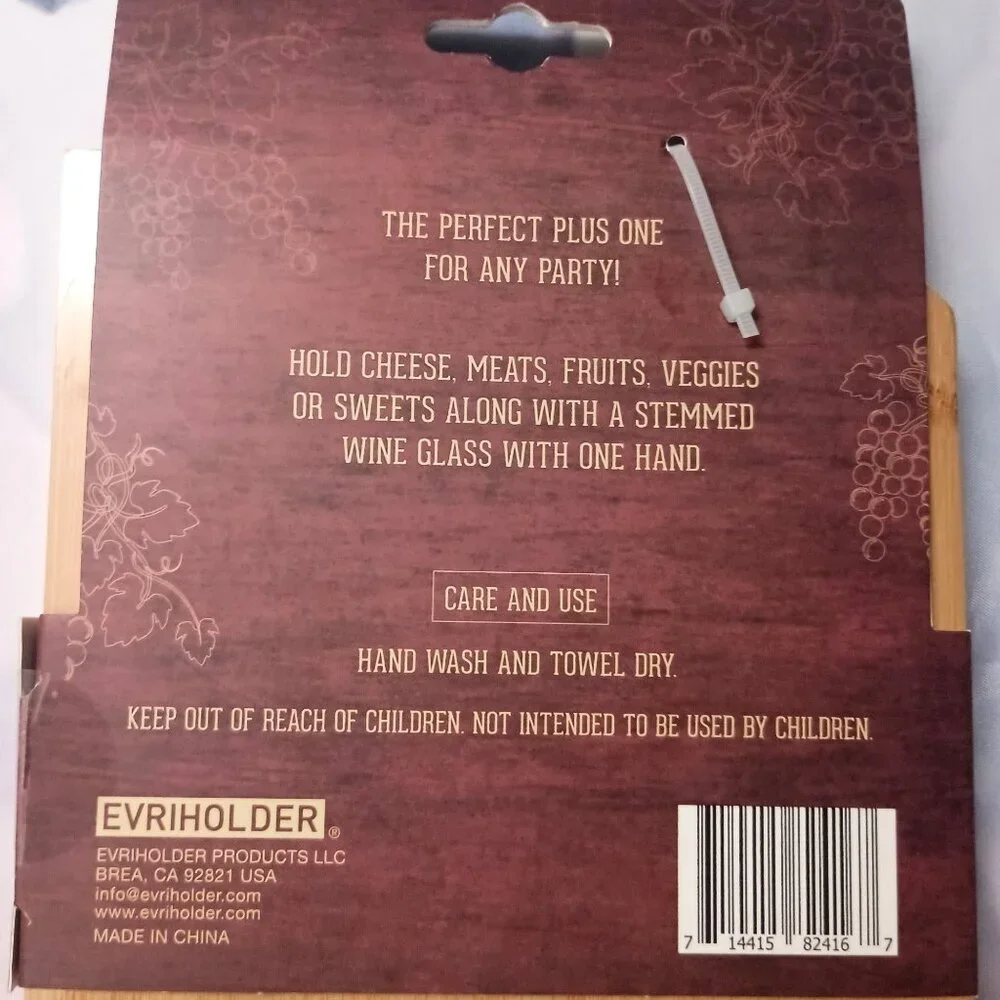 THE PERFECT PLUS ONE
FOR ANY PARTY!
HOLD CHEESE, MEATS, FRUITS, VEGGIES
OR SWEETS ALONG WITH A STEMMED
WINE GLASS WITH ONE HAND.
CARE AND USE
HAND WASH AND TOWEL DRY.
KEEP OUT OF REACH OF CHILDREN. NOT INTENDED TO BE USED BY CHILDREN.
EVRIHOLDER®
EVRIHOLDER PRODUCTS LLC
BREA, CA 92821 USA
info@evriholder.com
www.evriholder.com
MADE IN CHINA
7 14415 82416 7